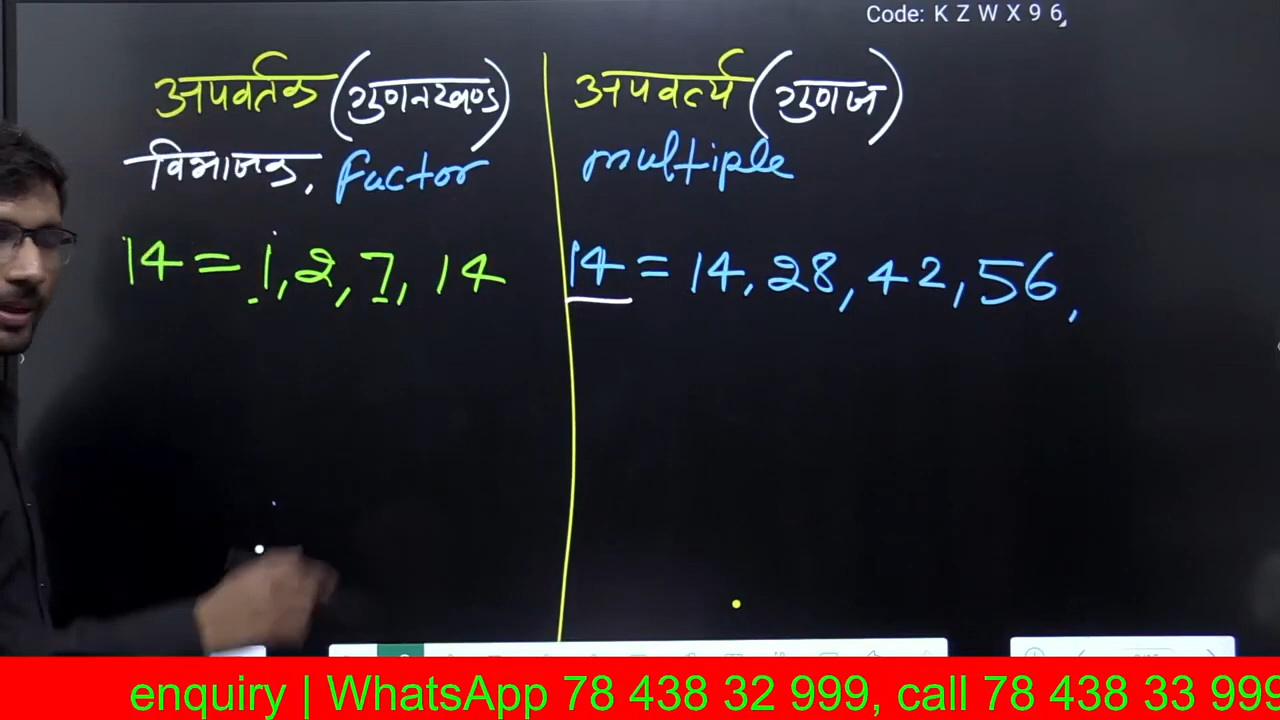 Code: K Z W X 9 6
अपवर्तक (गुणनखण्ड)
विभाजक, factor
14 = 1, 2, 7, 14
अपवर्त्य (गुणज)
multiple
14 = 14, 28, 42, 56,
enquiry | WhatsApp 78 438 32 999, call 78 438 33 999